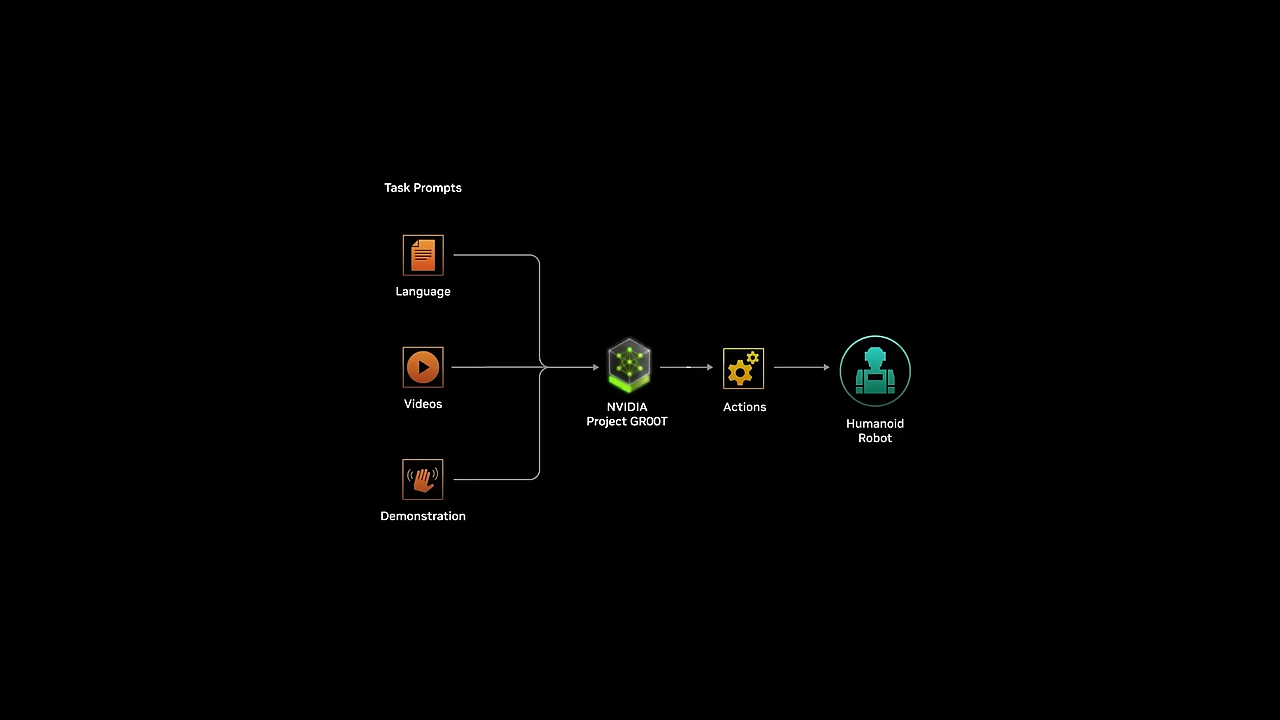 Task Prompts
Language
Videos
Demonstration
NVIDIA
Project GR00T
Actions
Humanoid
Robot